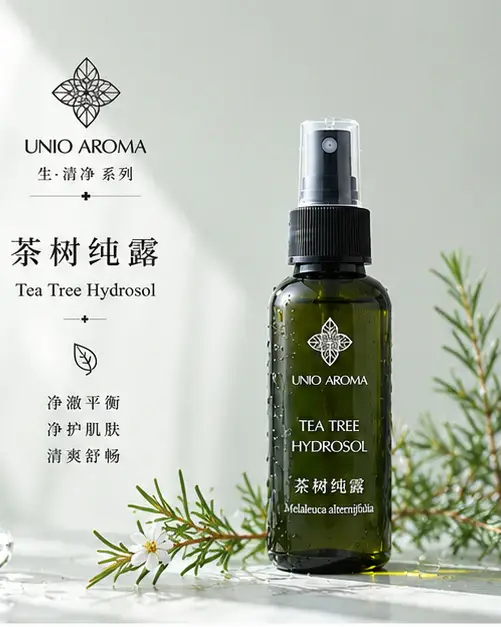 UNIO AROMA
生·清净 系列
茶树纯露
Tea Tree Hydrosol
净澈平衡
净护肌肤
清爽舒畅
UNIO AROMA
TEA TREE
HYDROSOL
茶树纯露
Melaleuca alternifolia